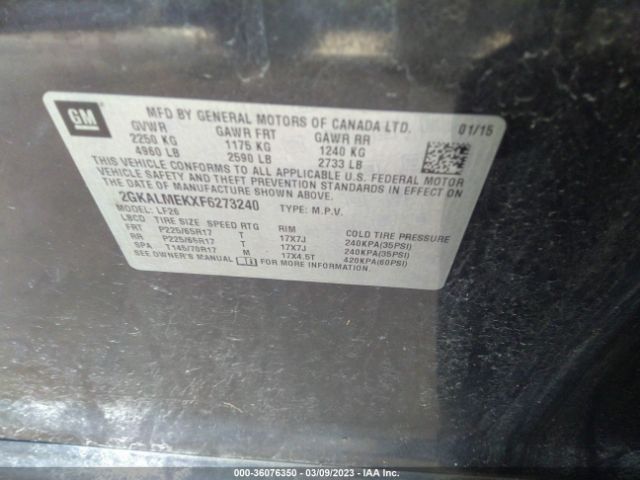 GM
MFD BY GENERAL MOTORS OF CANADA LTD. 01/15
GVWR GAWR FRT GAWR RR
2250 KG 1175 KG 1240 KG
4960 LB 2590 LB 2733 LB
THIS VEHICLE CONFORMS TO ALL APPLICABLE U.S. FEDERAL MOTOR
VEHICLE SAFETY AND THEFT PREVENTION STANDARDS IN EFFECT ON
THE DATE OF MANUFACTURE SHOWN ABOVE.
2GKALMEKXF6273240 TYPE: M.P.V.
MODEL: LF26
LBCQ TIRE SIZE SPEED RTG RIM COLD TIRE PRESSURE
FRT P225/65R17 T 17X7J 240KPA(35PSI)
RR P225/65R17 T 17X7J 240KPA(35PSI)
SPA T145/70R17 M 17X4.5T 420KPA(60PSI)
SEE OWNER'S MANUAL FOR MORE INFORMATION.
000-36076350 | 03/09/2023 - IAA Inc.